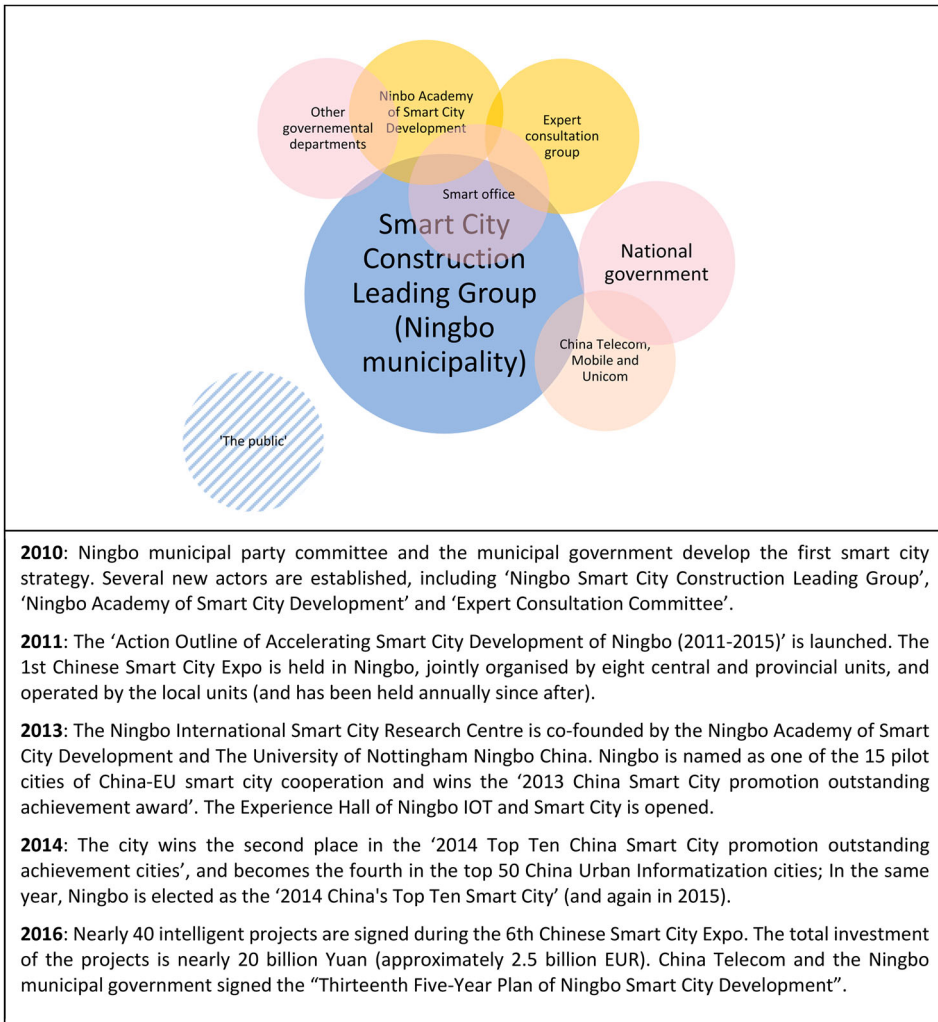 Other
governemental
departments
Ninbo Academy
of Smart City
Development
Expert
consultation
group
Smart office
Smart City
Construction
Leading Group
(Ningbo
municipality)
National
government
China Telecom,
Mobile and
Unicom
'The public'
2010: Ningbo municipal party committee and the municipal government develop the first smart city
strategy. Several new actors are established, including ‘Ningbo Smart City Construction Leading Group’,
‘Ningbo Academy of Smart City Development’ and ‘Expert Consultation Committee’.
2011: The ‘Action Outline of Accelerating Smart City Development of Ningbo (2011-2015)’ is launched. The
1st Chinese Smart City Expo is held in Ningbo, jointly organised by eight central and provincial units, and
operated by the local units (and has been held annually since after).
2013: The Ningbo International Smart City Research Centre is co-founded by the Ningbo Academy of Smart
City Development and The University of Nottingham Ningbo China. Ningbo is named as one of the 15 pilot
cities of China-EU smart city cooperation and wins the ‘2013 China Smart City promotion outstanding
achievement award’. The Experience Hall of Ningbo IOT and Smart City is opened.
2014: The city wins the second place in the ‘2014 Top Ten China Smart City promotion outstanding
achievement cities’, and becomes the fourth in the top 50 China Urban Informatization cities; In the same
year, Ningbo is elected as the ‘2014 China's Top Ten Smart City’ (and again in 2015).
2016: Nearly 40 intelligent projects are signed during the 6th Chinese Smart City Expo. The total investment
of the projects is nearly 20 billion Yuan (approximately 2.5 billion EUR). China Telecom and the Ningbo
municipal government signed the “Thirteenth Five-Year Plan of Ningbo Smart City Development”.